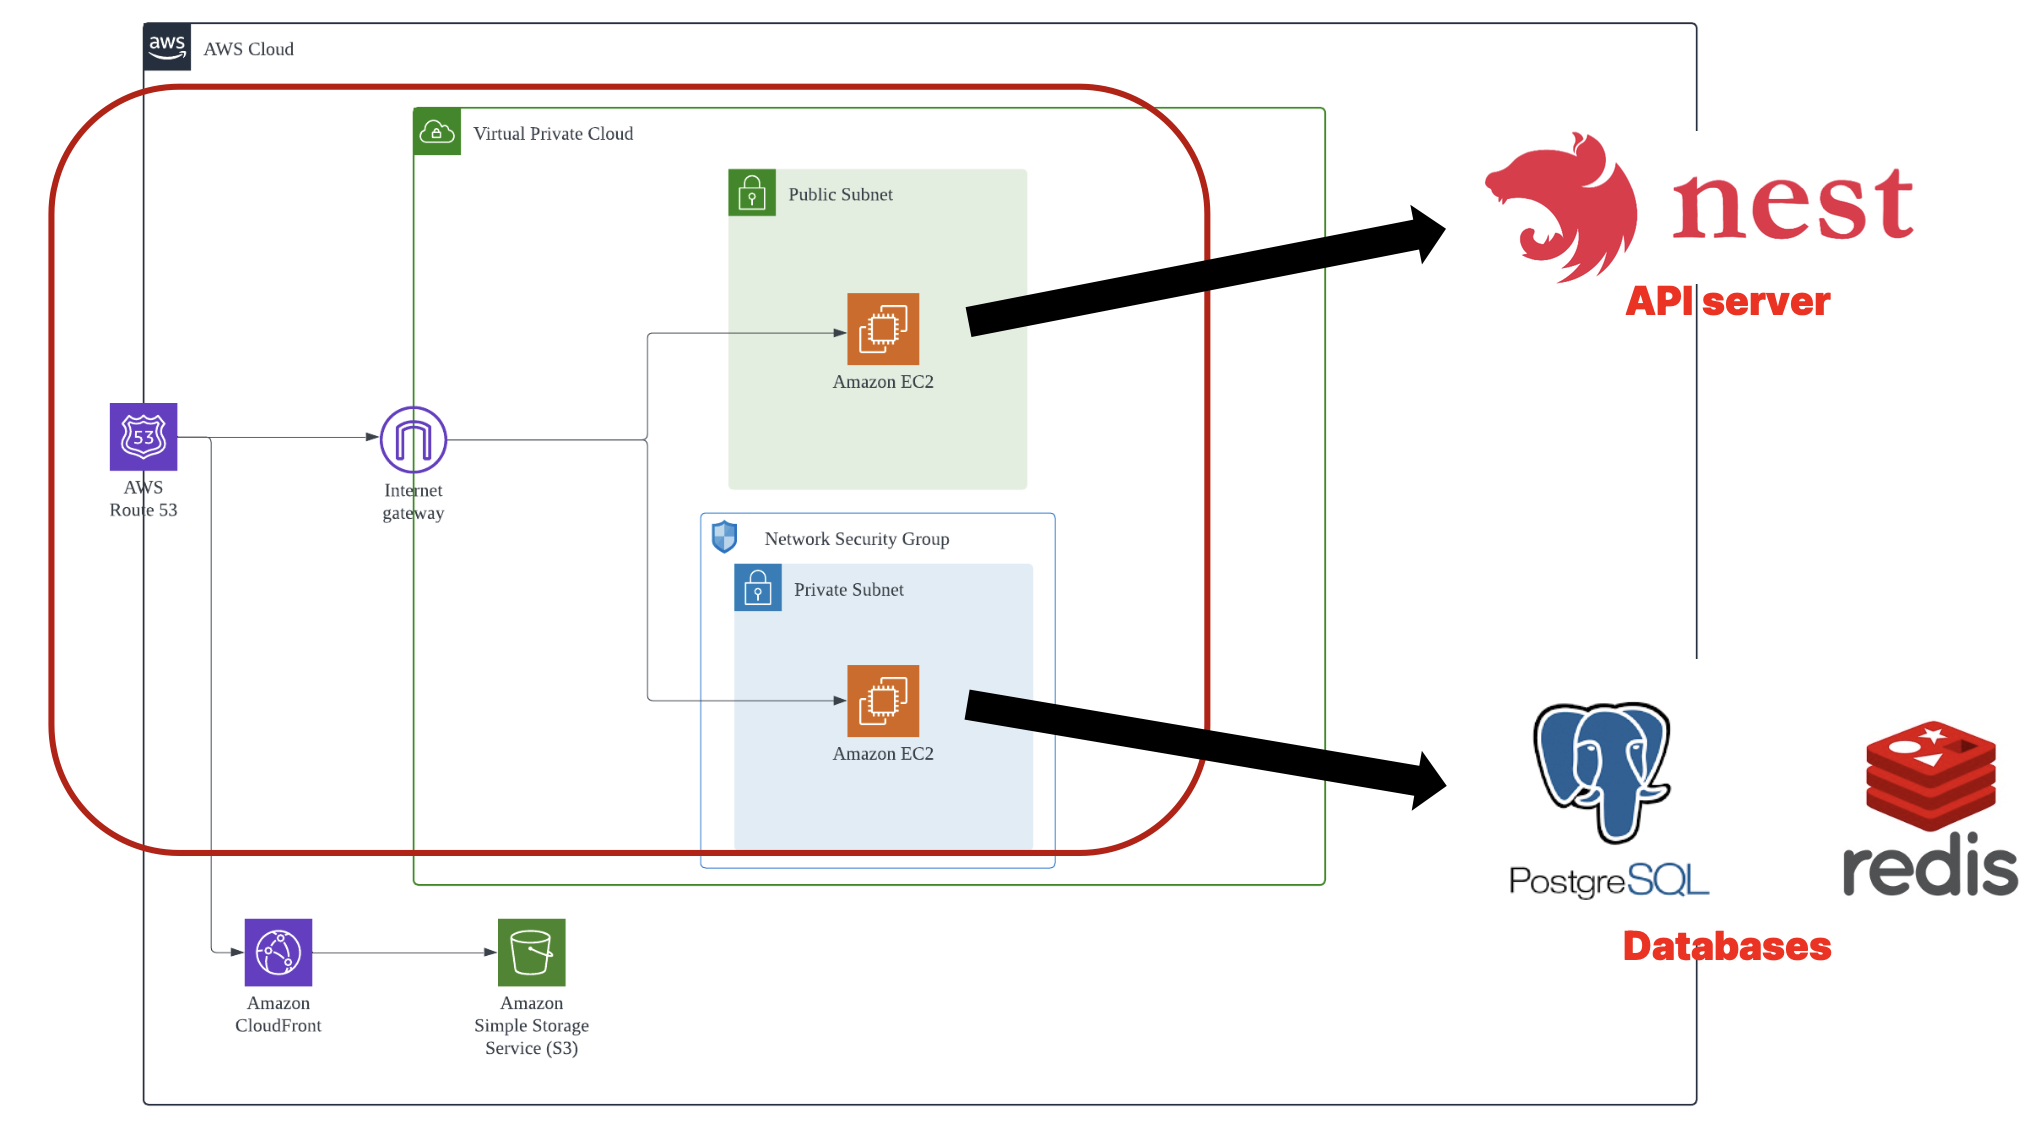 aws
AWS Cloud
Virtual Private Cloud
Public Subnet
nest
API server
Amazon EC2
53
AWS
Route 53
Internet
gateway
Network Security Group
Private Subnet
Amazon EC2
PostgreSQL
redis
Databases
Amazon
CloudFront
Amazon
Simple Storage
Service (S3)